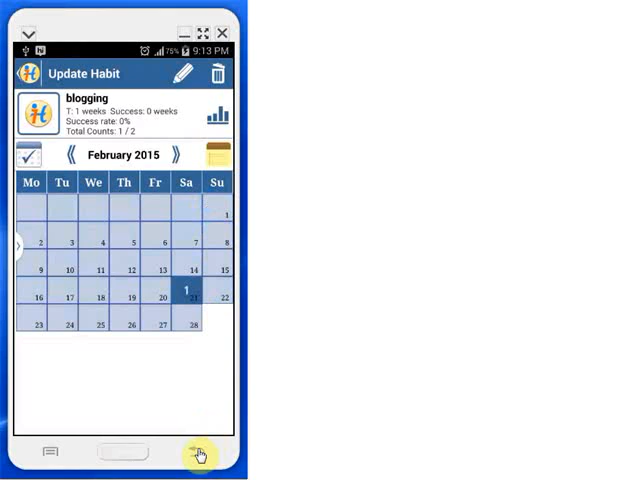 75% 9:13 PM
Update Habit
blogging
T: 1 weeks Success: 0 weeks
Success rate: 0%
Total Counts: 1 / 2
February 2015
Mo Tu We Th Fr Sa Su
1
2 3 4 5 6 7 8
9 10 11 12 13 14 15
1
16 17 18 19 20 21 22
23 24 25 26 27 28